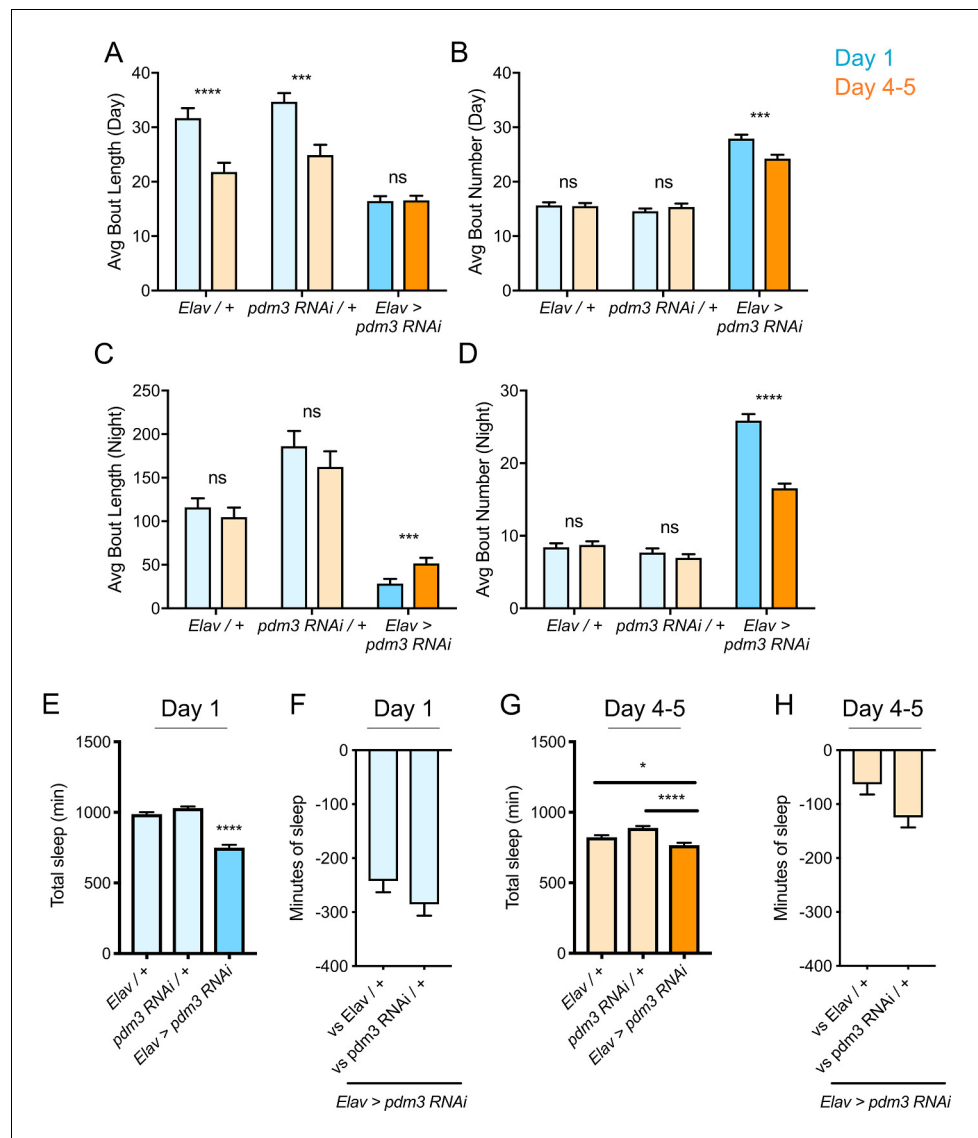 A
B
Day 1
Day 4-5
Avg Bout Length (Day)
40
30
20
10
0
****
***
ns
Elav / +
pdm3 RNAi / +
Elav >
pdm3 RNAi
Avg Bout Number (Day)
40
30
20
10
0
ns
ns
***
Elav / +
pdm3 RNAi / +
Elav >
pdm3 RNAi
C
D
Avg Bout Length (Night)
250
200
150
100
50
0
ns
ns
***
Elav / +
pdm3 RNAi / +
Elav >
pdm3 RNAi
Avg Bout Number (Night)
30
20
10
0
ns
ns
****
Elav / +
pdm3 RNAi / +
Elav >
pdm3 RNAi
E
Day 1
Total sleep (min)
1500
1000
500
0
****
Elav / +
pdm3 RNAi / +
Elav > pdm3 RNAi
F
Day 1
Minutes of sleep
0
-100
-200
-300
-400
vs Elav / +
vs pdm3 RNAi / +
Elav > pdm3 RNAi
G
Day 4-5
Total sleep (min)
1500
1000
500
0
*
****
Elav / +
pdm3 RNAi / +
Elav > pdm3 RNAi
H
Day 4-5
Minutes of sleep
0
-100
-200
-300
-400
vs Elav / +
vs pdm3 RNAi / +
Elav > pdm3 RNAi